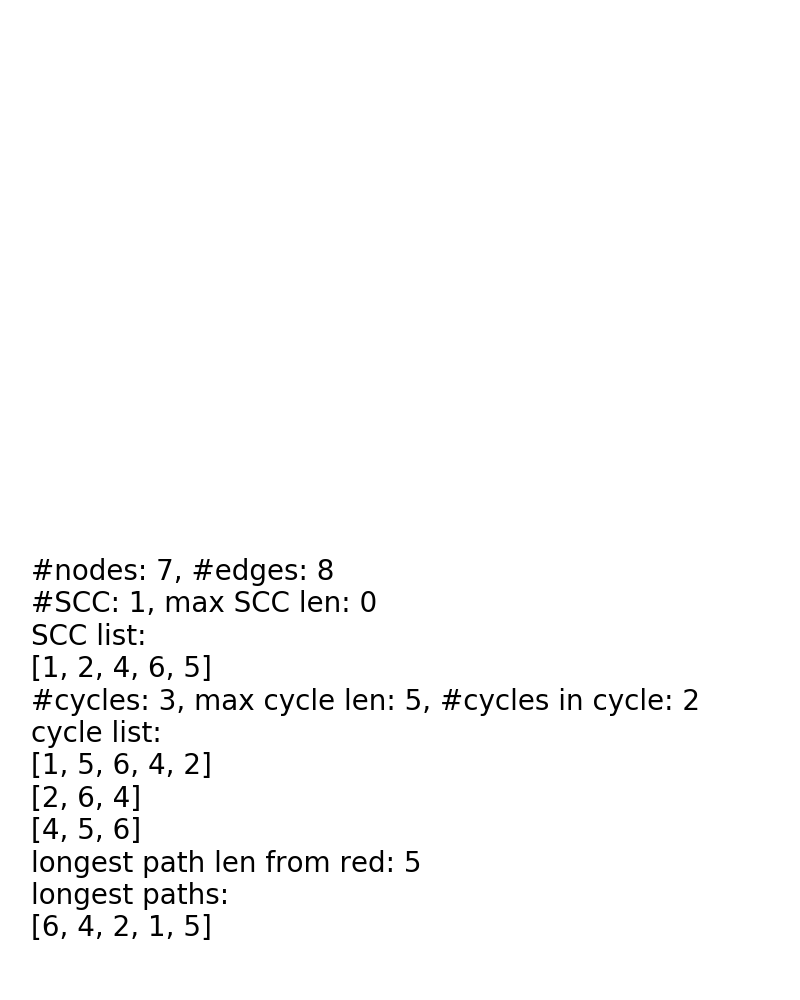 #nodes: 7, #edges: 8
#SCC: 1, max SCC len: 0
SCC list:
[1, 2, 4, 6, 5]
#cycles: 3, max cycle len: 5, #cycles in cycle: 2
cycle list:
[1, 5, 6, 4, 2]
[2, 6, 4]
[4, 5, 6]
longest path len from red: 5
longest paths:
[6, 4, 2, 1, 5]